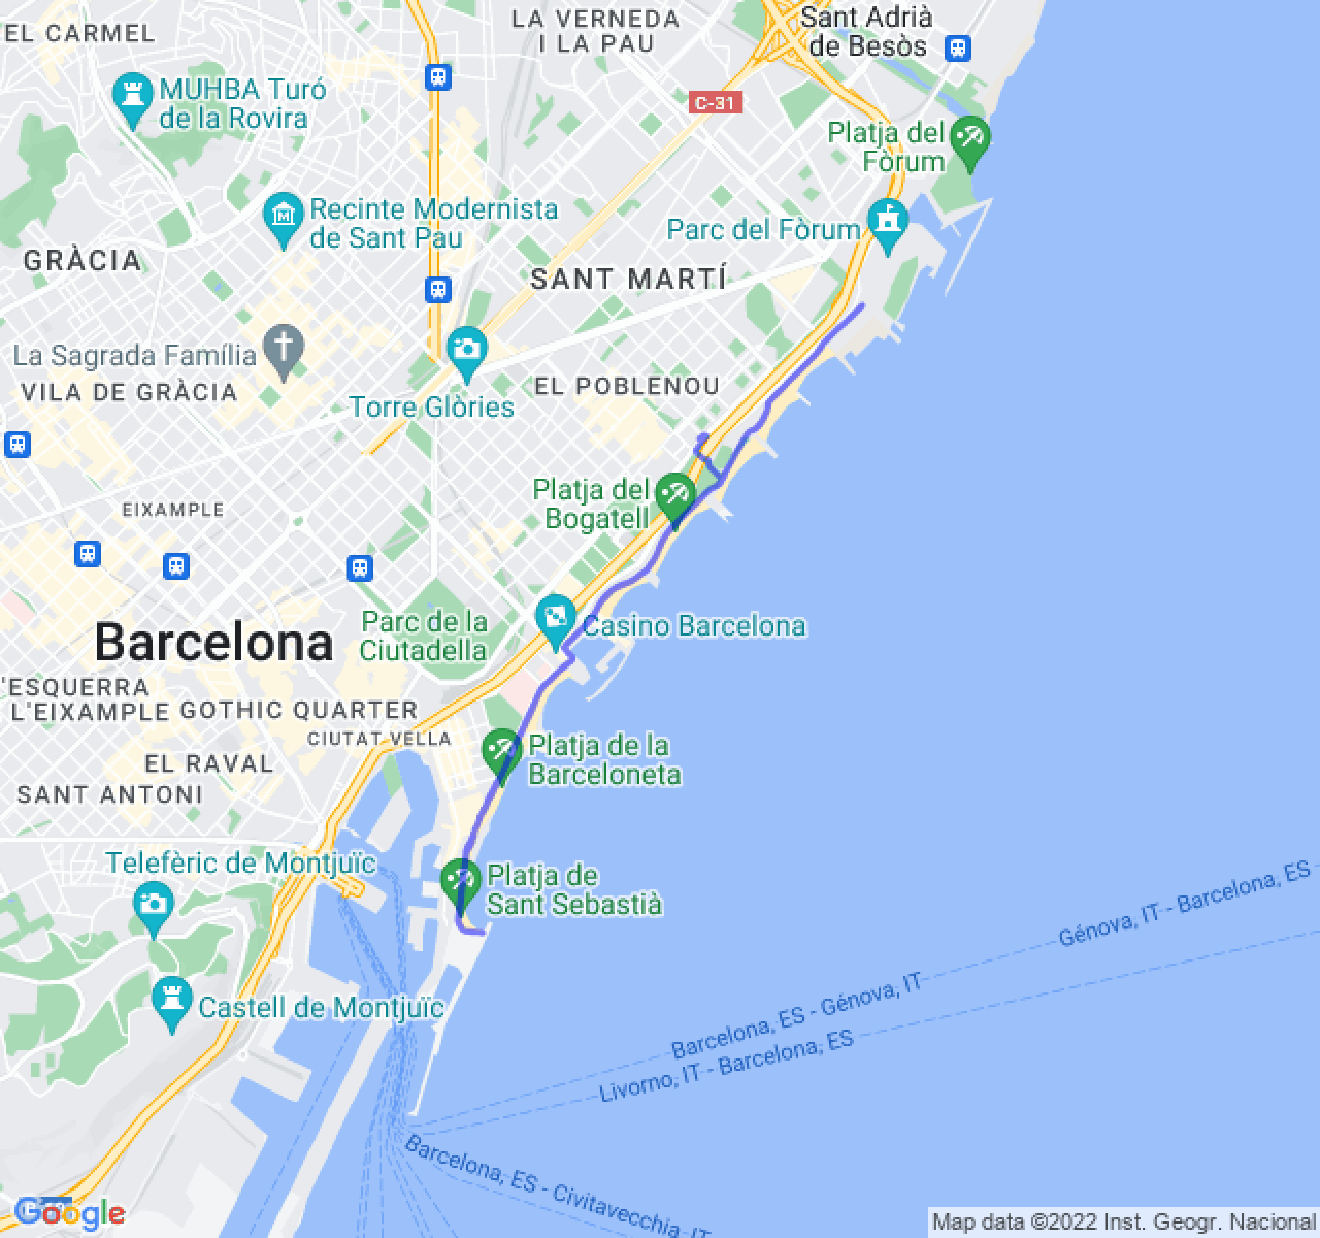 EL CARMEL
LA VERNEDA
I LA PAU
Sant Adrià
de Besòs
MUHBA Turó
de la Rovira
C-31
Platja del
Fòrum
Recinte Modernista
de Sant Pau
Parc del Fòrum
GRÀCIA
SANT MARTÍ
La Sagrada Família
VILA DE GRÀCIA
EL POBLENOU
Torre Glòries
Platja del
Bogatell
EIXAMPLE
Parc de la
Ciutadella
Casino Barcelona
Barcelona
'ESQUERRA
L'EIXAMPLE
GOTHIC QUARTER
CIUTAT VELLA
EL RAVAL
SANT ANTONI
Platja de la
Barceloneta
Telefèric de Montjuïc
Platja de
Sant Sebastià
Castell de Montjuïc
Génova, IT - Barcelona, ES
Barcelona, ES - Génova, IT
Livorno, IT - Barcelona, ES
Barcelona, ES - Civitavecchia, IT
Google
Map data ©2022 Inst. Geogr. Nacional